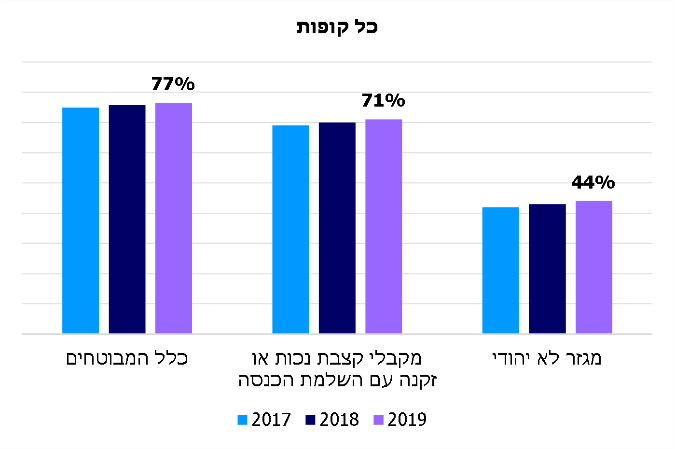 כל קופות
77%
71%
44%
כלל המבוטחים
מקבלי קצבת נכות או
זקנה עם השלמת הכנסה
מגזר לא יהודי
2017 2018 2019